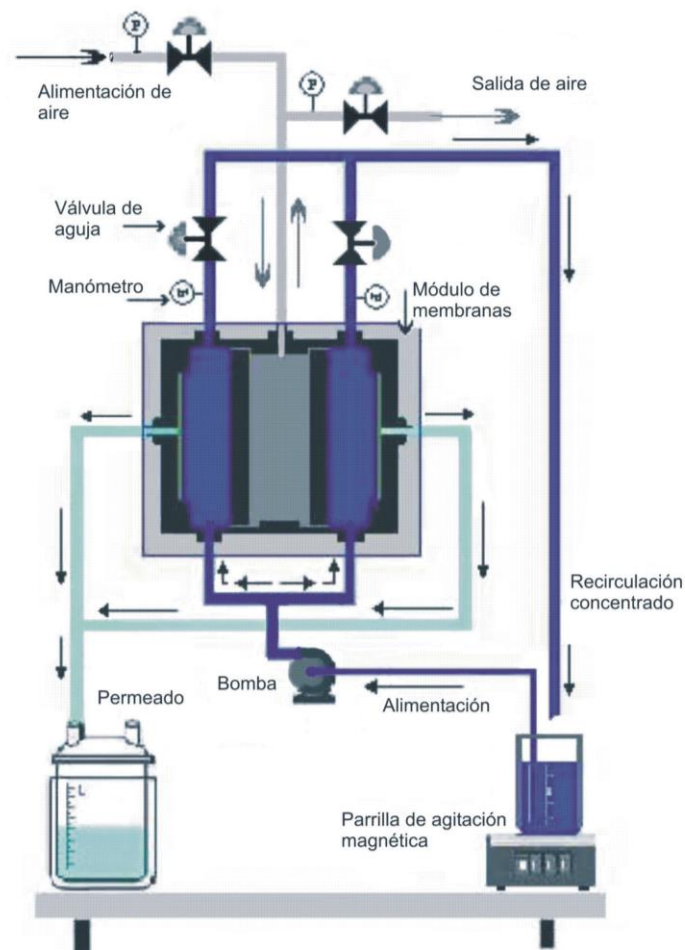 P
Alimentación de
aire
P
Salida de aire
Válvula de
aguja
Manómetro
Módulo de
membranas
Recirculación
concentrado
Bomba
Alimentación
Permeado
L
Parrilla de agitación
magnética